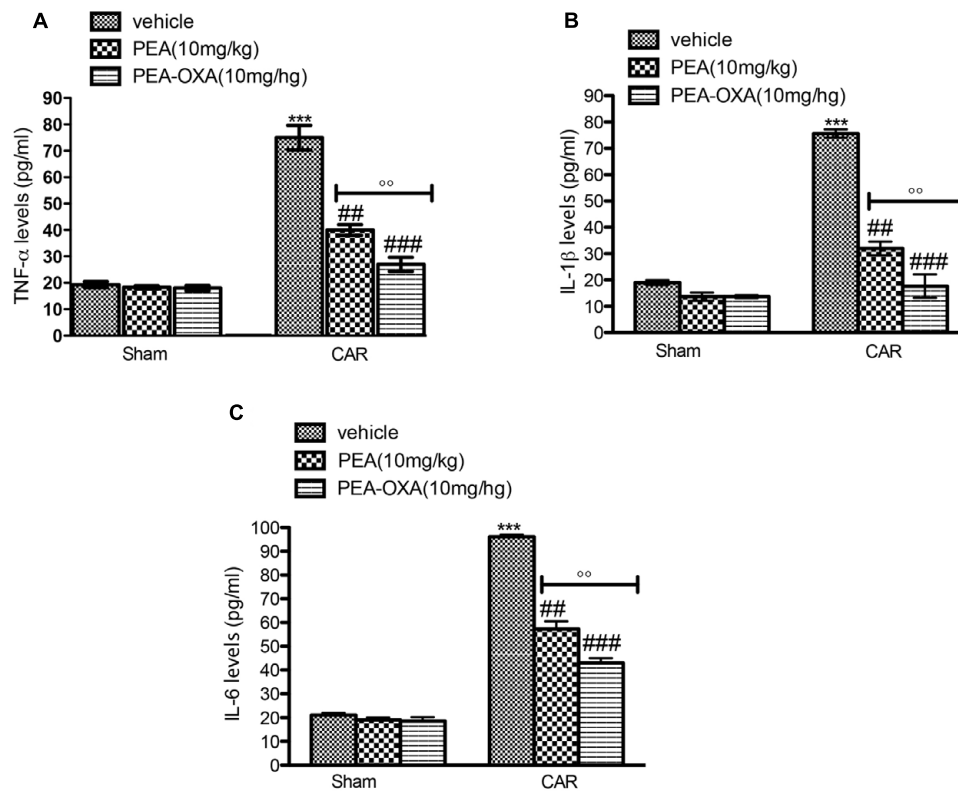 A
vehicle
PEA(10mg/kg)
PEA-OXA(10mg/hg)
TNF-α levels (pg/ml)
90
80
70
60
50
40
30
20
10
0
***
°°
##
###
Sham
CAR
B
vehicle
PEA(10mg/kg)
PEA-OXA(10mg/hg)
IL-1β levels (pg/ml)
90
80
70
60
50
40
30
20
10
0
***
°°
##
###
Sham
CAR
C
vehicle
PEA(10mg/kg)
PEA-OXA(10mg/hg)
IL-6 levels (pg/ml)
100
90
80
70
60
50
40
30
20
10
0
***
°°
##
###
Sham
CAR